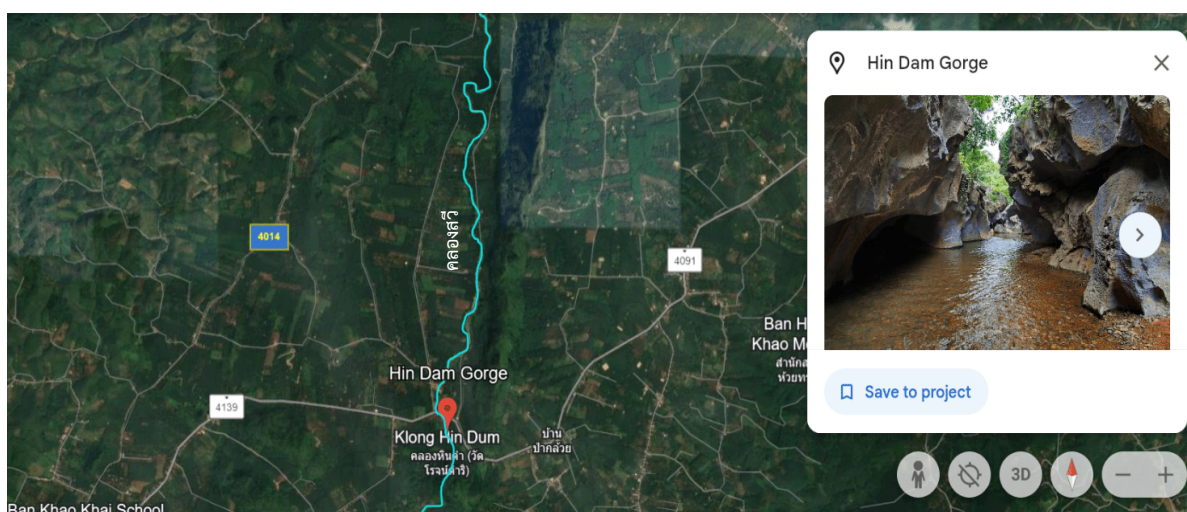 Hin Dam Gorge
4014
คลองสวี
4091
Ban H
Khao M
สำนักส
ห้วยท
Hin Dam Gorge
4139
Klong Hin Dum
คลองหินดำ (วัด
โรจน์ดาริ)
บ้าน
ป่ากล้วย
Save to project
3D
Ban Khao Khai School